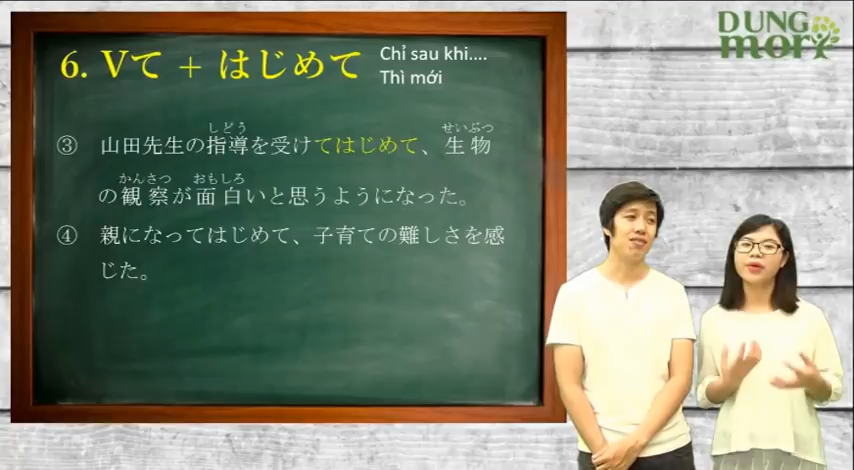 DUNG
mori
6. Vて + はじめて
Chỉ sau khi....
Thì mới
しどう せいぶつ
③ 山田先生の指導を受けてはじめて、生物
かんさつ おもしろ
の観察が面白いと思うようになった。
④ 親になってはじめて、子育ての難しさを感
じた。